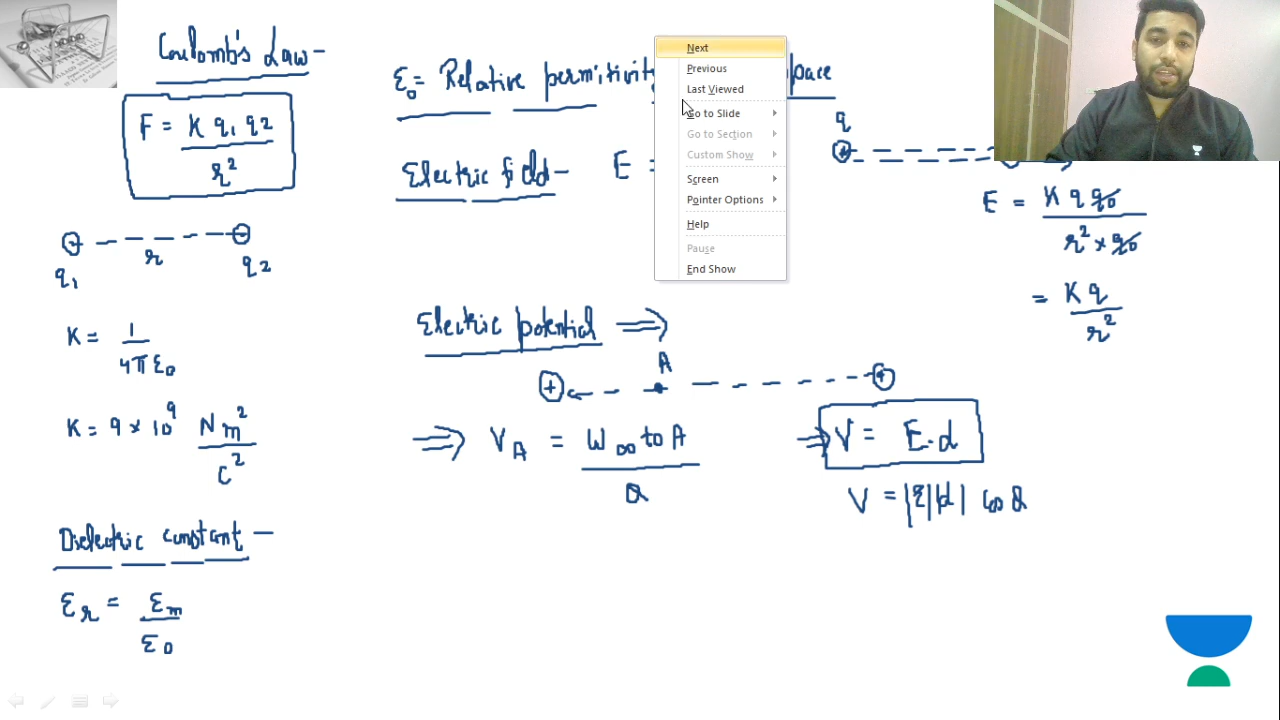 Coulomb's Law-
F = K q1 q2
r²
q1
r
q2
K = 1
4π ε0
K = 9 × 10⁹ Nm²
C²
Dielectric constant -
εr = εm
ε0
ε0 = Relative permitivity space
Electric field- E =
q
E = K q q0
r² × q0
= K q
r²
Electric potential ⇒
A
+ +
⇒ VA = W∞ to A
Q
⇒ V = E.d
V = |E||d| cos θ
Next
Previous
Last Viewed
Go to Slide
Go to Section
Custom Show
Screen
Pointer Options
Help
Pause
End Show